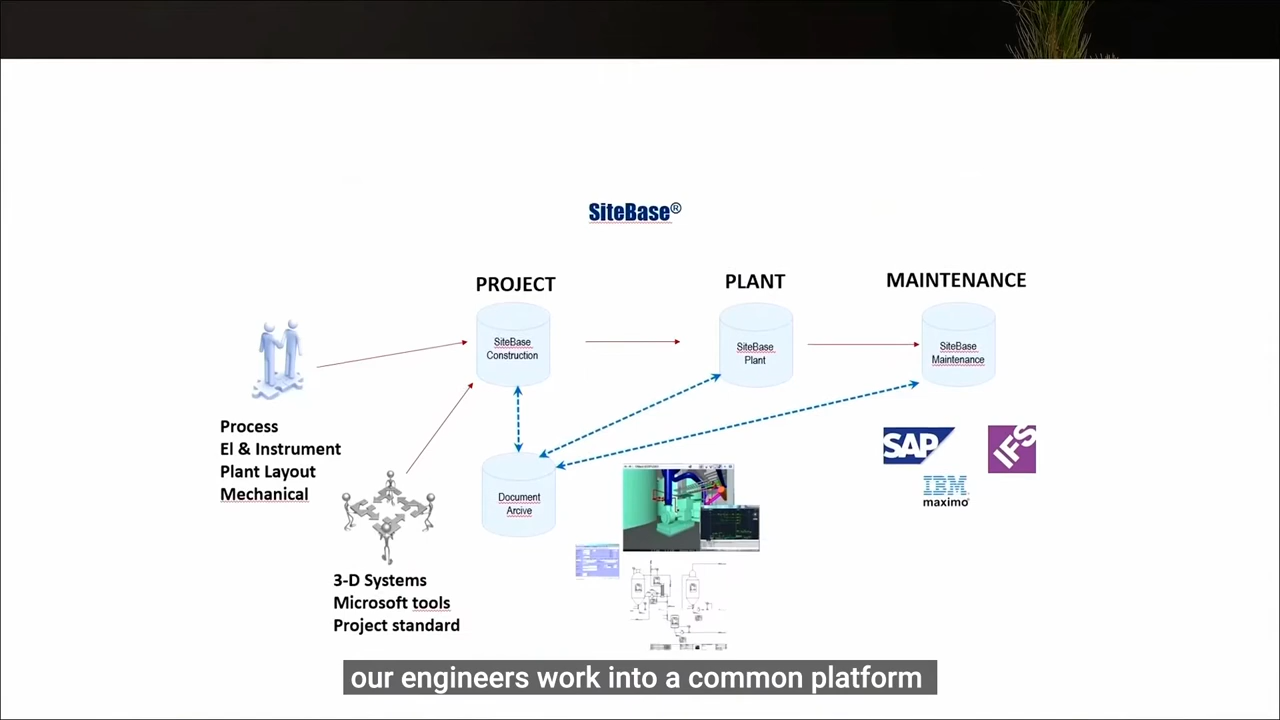 SiteBase®
PROJECT
PLANT
MAINTENANCE
SiteBase
Construction
SiteBase
Plant
SiteBase
Maintenance
Process
El & Instrument
Plant Layout
Mechanical
SAP
IFS
IBM
maximo
Document
Arcive
3-D Systems
Microsoft tools
Project standard
our engineers work into a common platform